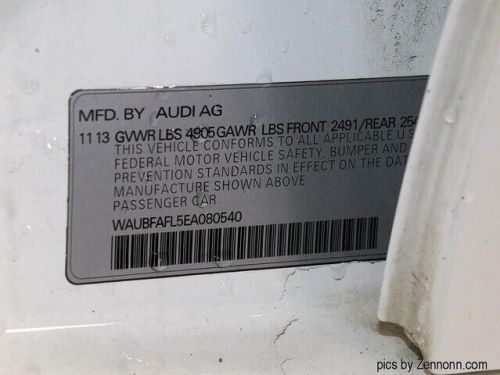 MFD. BY AUDI AG
11 13 GVWR LBS 4905 GAWR LBS FRONT 2491/REAR
THIS VEHICLE CONFORMS TO ALL APPLICABLE U.S
FEDERAL MOTOR VEHICLE SAFETY, BUMPER AND
PREVENTION STANDARDS IN EFFECT ON THE DA
MANUFACTURE SHOWN ABOVE
PASSENGER CAR
WAUBFAFL5EA080540
pics by Zennonn.com